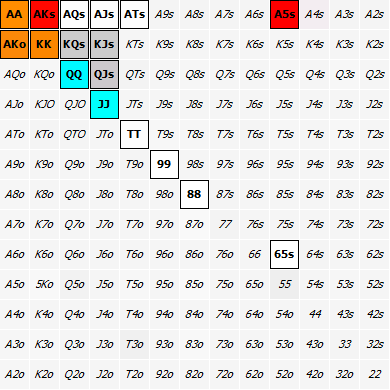 AA AKs AQs AJs ATs A9s A8s A7s A6s A5s A4s A3s A2s
AKo KK KQs KJs KTs K9s K8s K7s K6s K5s K4s K3s K2s
AQo KQo QQ QJs QTs Q9s Q8s Q7s Q6s Q5s Q4s Q3s Q2s
AJo KJO QJO JJ JTs J9s J8s J7s J6s J5s J4s J3s J2s
ATo KTo QTO JTo TT T9s T8s T7s T6s T5s T4s T3s T2s
A9o K9o Q9o J9o T9o 99 98s 97s 96s 95s 94s 93s 92s
A8o K8o Q8o J8o T8o 98o 88 87s 86s 85s 84s 83s 82s
A7o K7o Q7o J7o T7o 97o 87o 77 76s 75s 74s 73s 72s
A6o K6o Q6o J6o T6o 96o 86o 76o 66 65s 64s 63s 62s
A5o 5Ko Q5o J5o T5o 95o 85o 75o 65o 55 54s 53s 52s
A4o K4o Q4o J4o T4o 94o 84o 74o 64o 54o 44 43s 42s
A3o K3o Q3o J3o T3o 93o 83o 73o 63o 53o 43o 33 32s
A2o K2o Q2o J2o T2o 92o 82o 72o 62o 52o 42o 32o 22